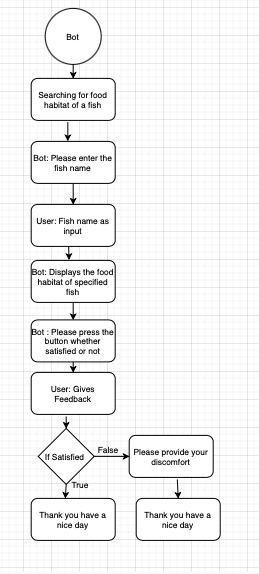 Bot
Searching for food
habitat of a fish
Bot: Please enter the
fish name
User: Fish name as
input
Bot: Displays the food
habitat of specified
fish
Bot : Please press the
button whether
satisfied or not
User: Gives
Feedback
If Satisfied
False
Please provide your
discomfort
True
Thank you have a
nice day
Thank you have a
nice day